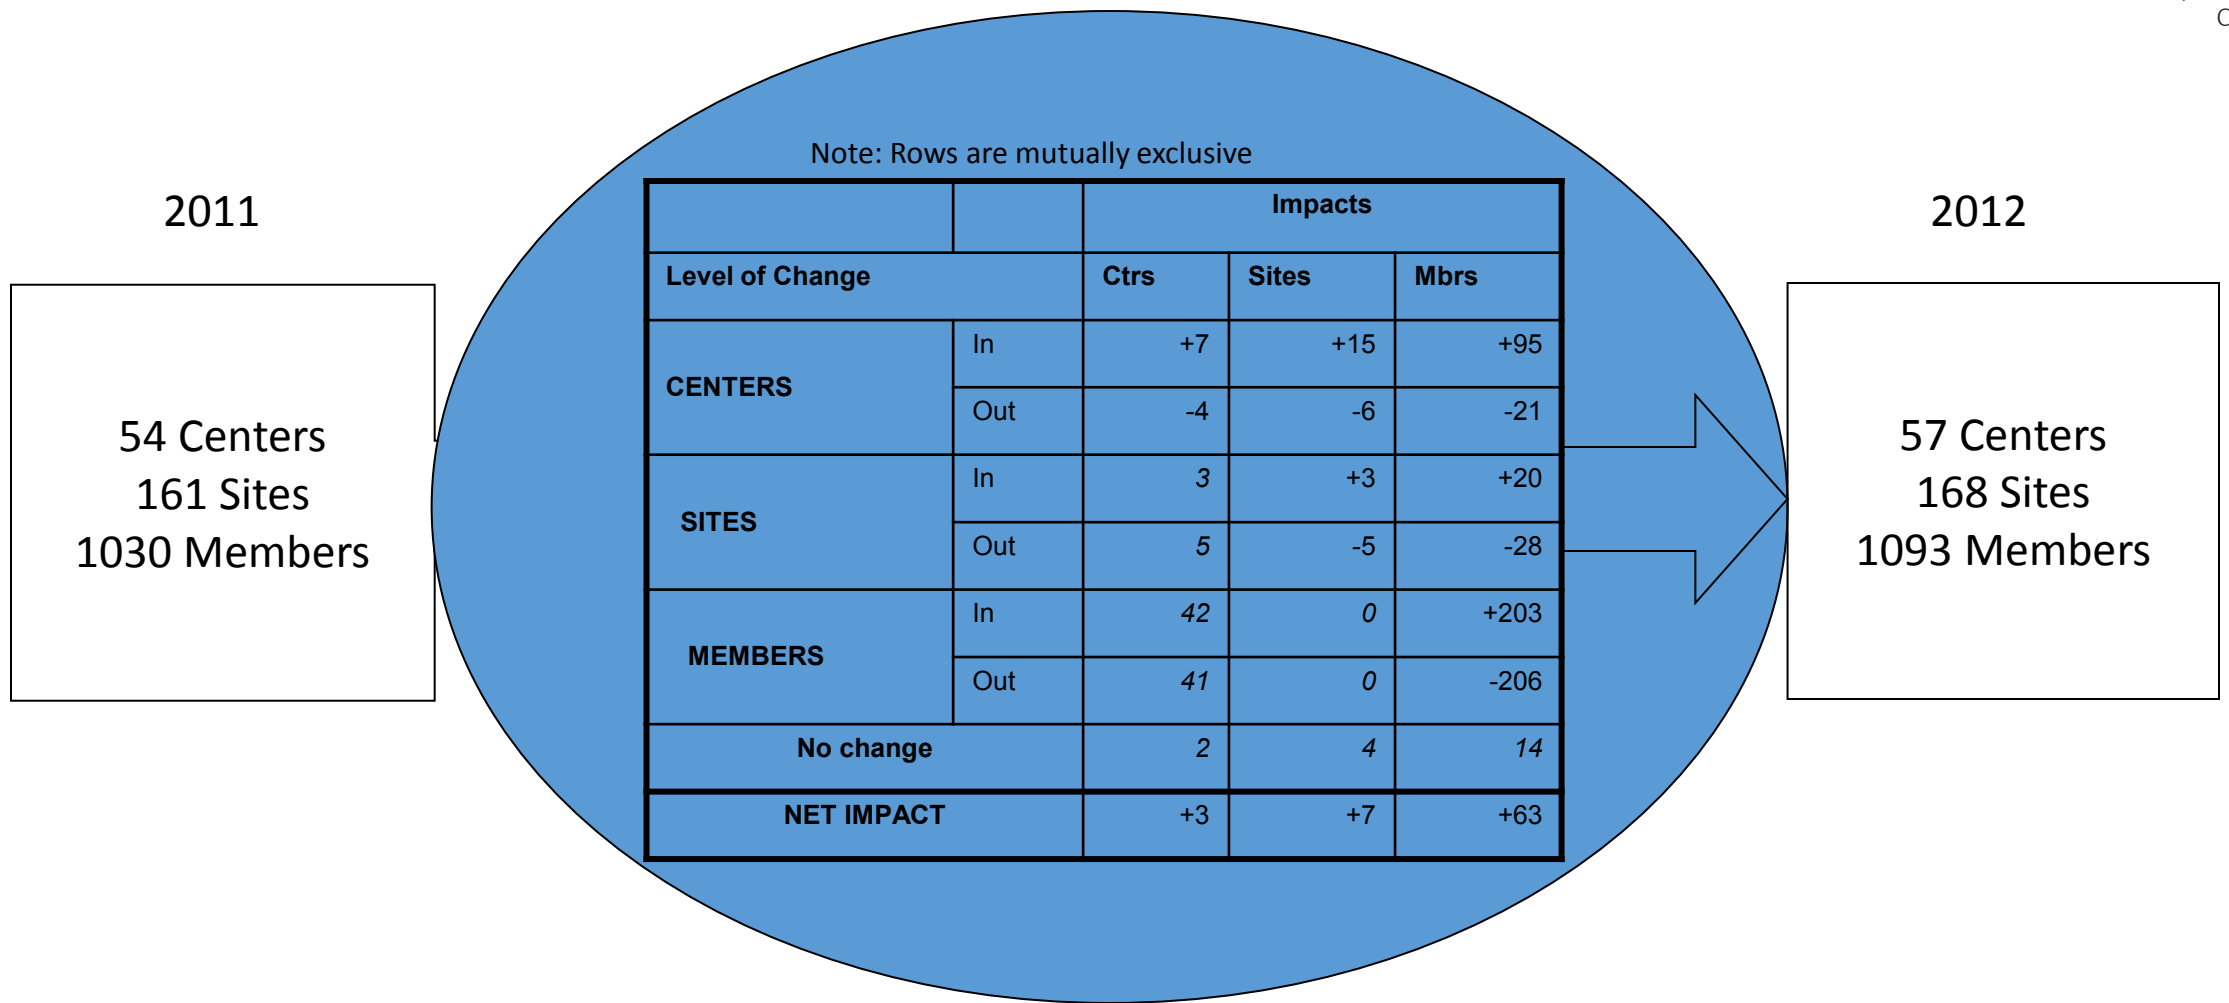 Note: Rows are mutually exclusive
2011
54 Centers
161 Sites
1030 Members
Impacts
Level of Change Ctrs Sites Mbrs
CENTERS
In +7 +15 +95
Out -4 -6 -21
SITES
In 3 +3 +20
Out 5 -5 -28
MEMBERS
In 42 0 +203
Out 41 0 -206
No change 2 4 14
NET IMPACT +3 +7 +63
2012
57 Centers
168 Sites
1093 Members